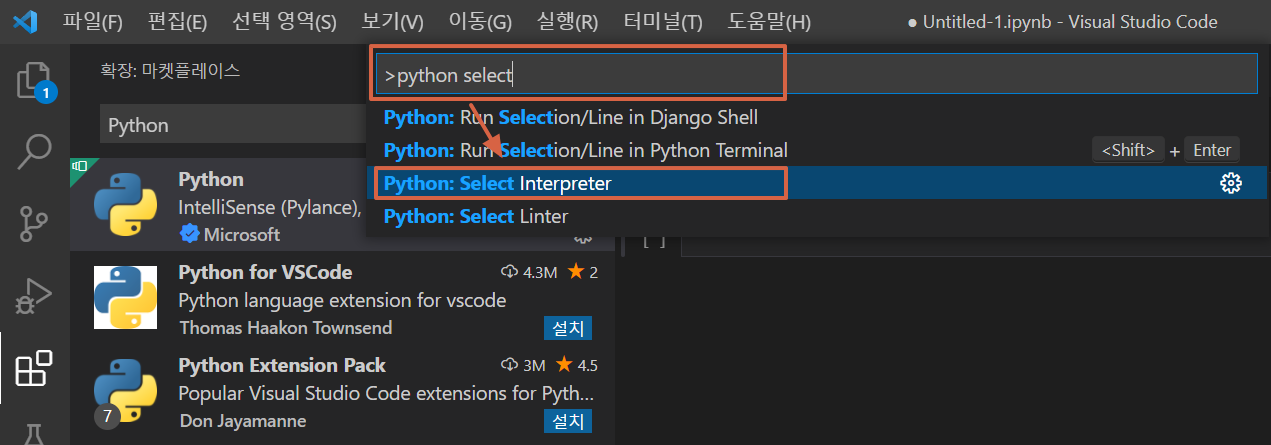 파일(F) 편집(E) 선택 영역(S) 보기(V) 이동(G) 실행(R) 터미널(T) 도움말(H) ● Untitled-1.ipynb - Visual Studio Code
1
확장: 마켓플레이스
>python select
Python
Python: Run Selection/Line in Django Shell
Python: Run Selection/Line in Python Terminal <Shift> + Enter
Python: Select Interpreter
Python: Select Linter
Python
IntelliSense (Pylance),
Microsoft
[ ]
Python for VSCode 4.3M ★ 2
Python language extension for vscode
Thomas Haakon Townsend 설치
Python Extension Pack 3M ★ 4.5
Popular Visual Studio Code extensions for Pyth...
7
Don Jayamanne 설치